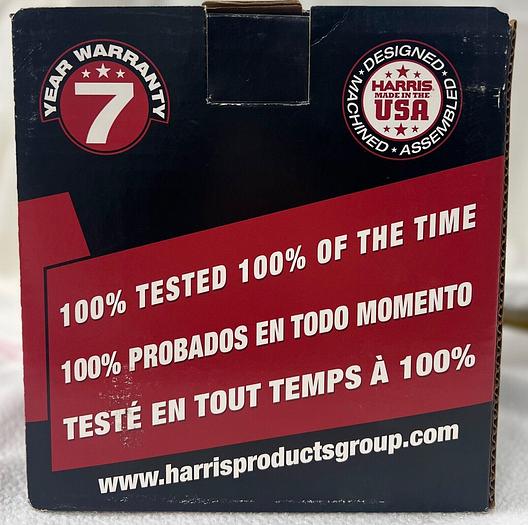 7 YEAR WARRANTY
DESIGNED ★ ASSEMBLED ★ MACHINED ★
HARRIS
MADE IN THE
USA
100% TESTED 100% OF THE TIME
100% PROBADOS EN TODO MOMENTO
TESTÉ EN TOUT TEMPS À 100%
www.harrisproductsgroup.com